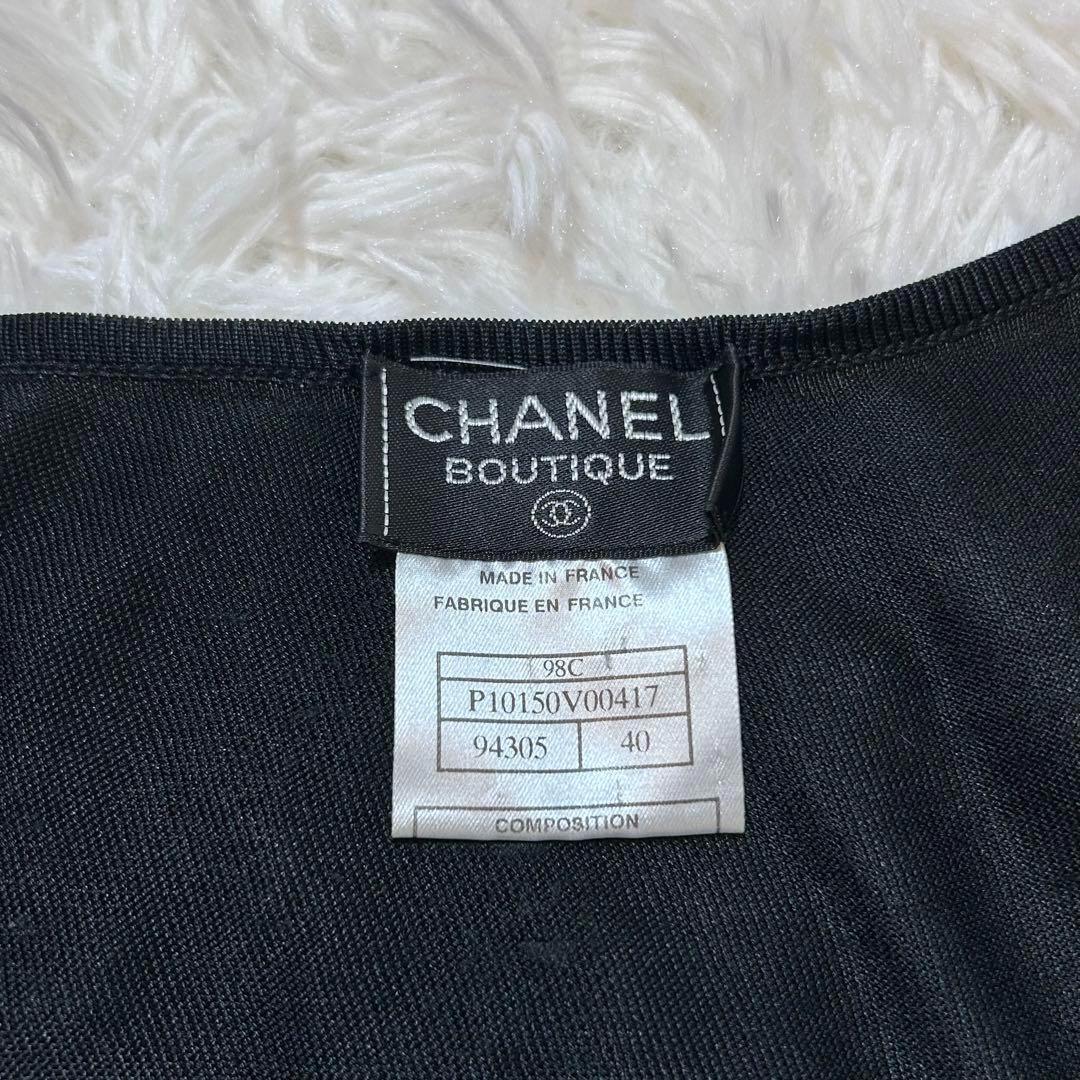 CHANEL
BOUTIQUE
MADE IN FRANCE
FABRIQUE EN FRANCE
98C
P10150V00417
94305 40
COMPOSITION